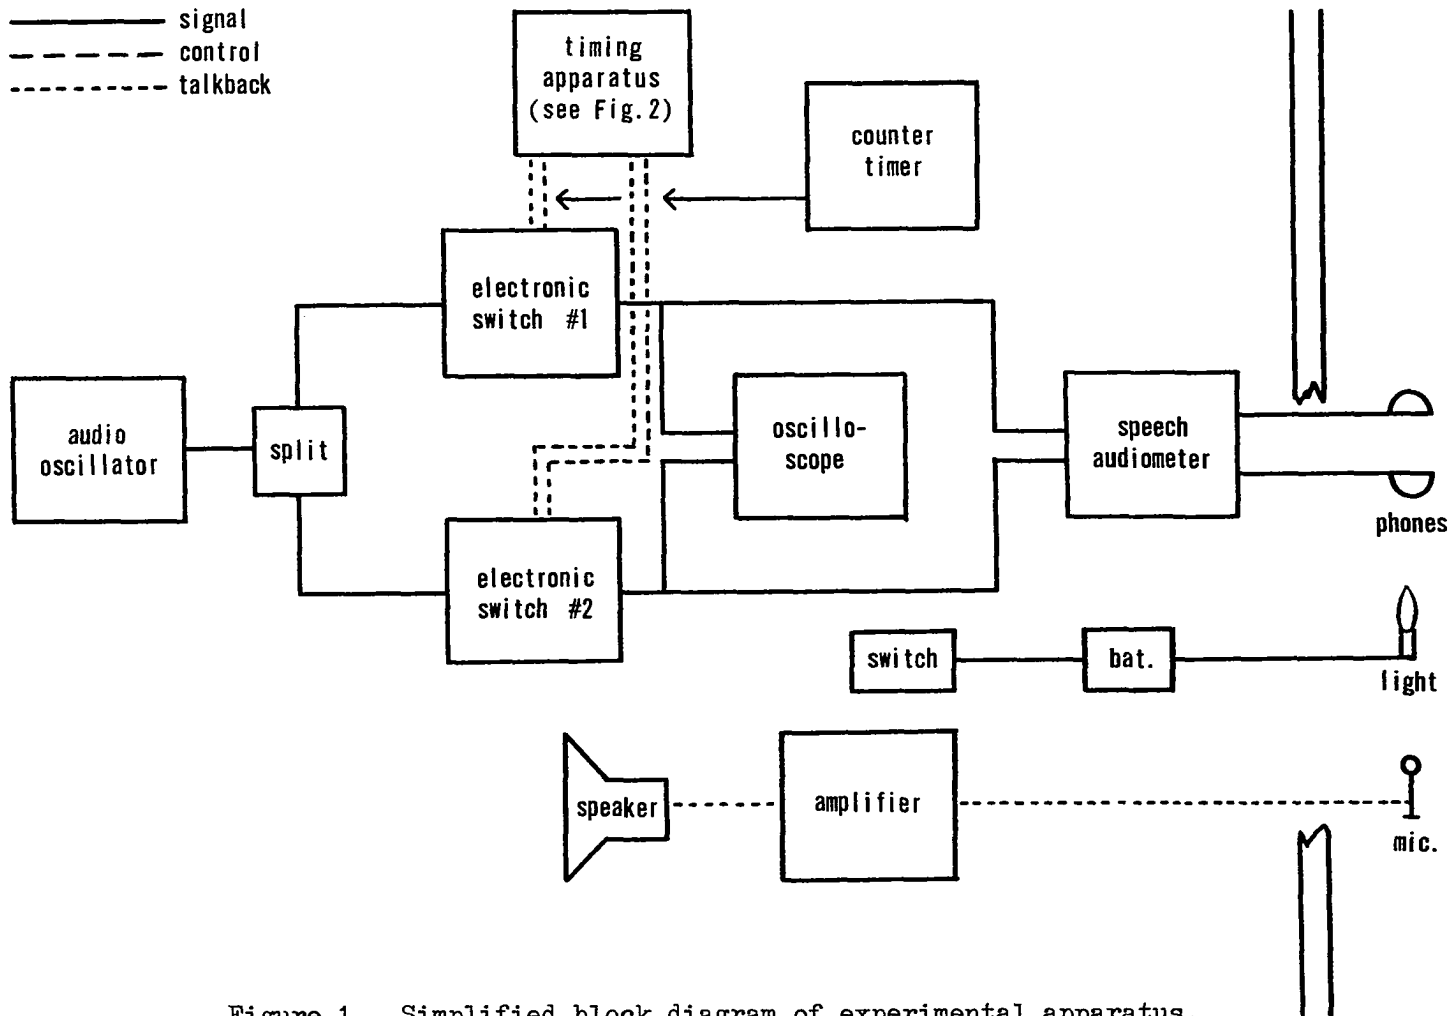 signal
control
talkback
timing
apparatus
(see Fig.2)
counter
timer
electronic
switch #1
audio
oscillator
split
oscillo-
scope
speech
audiometer
phones
electronic
switch #2
switch
bat.
light
speaker
amplifier
mic.
Figure 1. Simplified block diagram of experimental apparatus.